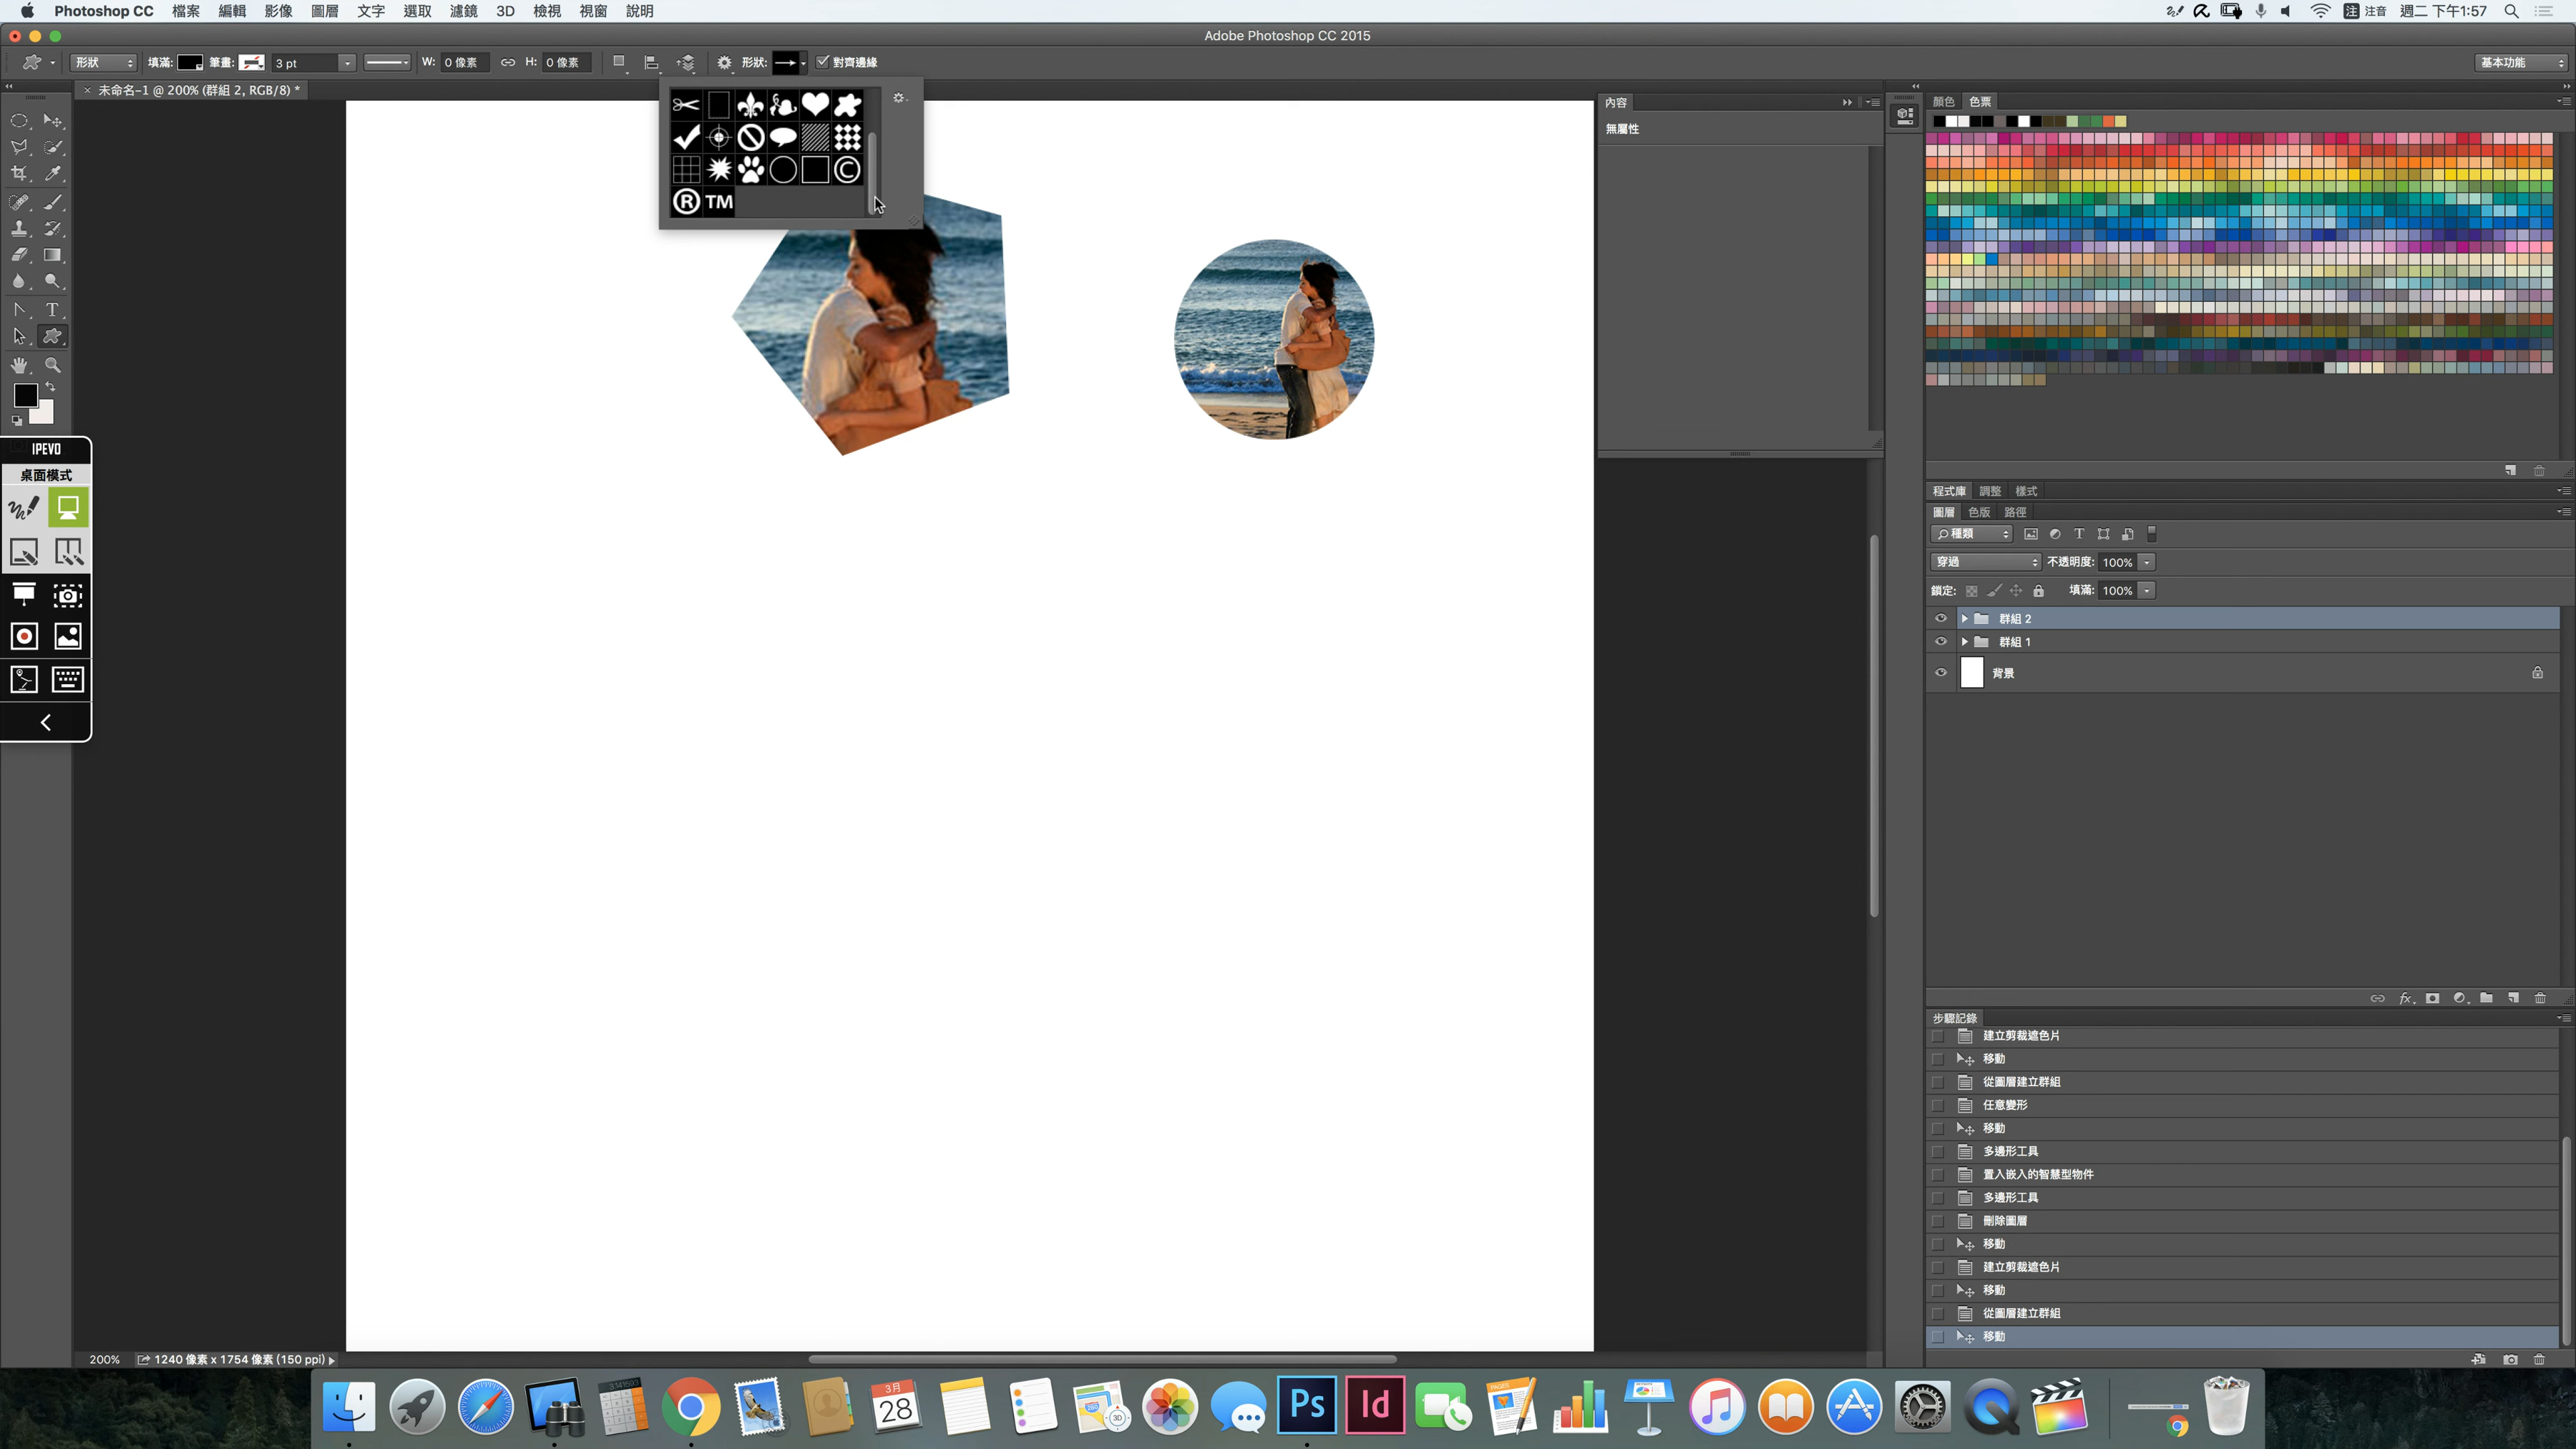 Photoshop CC 檔案 編輯 影像 圖層 文字 選取 濾鏡 3D 檢視 視窗 說明 注 注音 週二 下午1:57
Adobe Photoshop CC 2015
形狀 填滿: 筆畫: 3 pt W: 0 像素 H: 0 像素 形狀: 對齊邊緣 基本功能
× 未命名-1 @ 200% (群組 2, RGB/8) *
內容
無屬性
顏色 色票
© ® TM
T
IPEVO
桌面模式
程式庫 調整 樣式
圖層 色版 路徑
種類 T
穿過 不透明度: 100%
鎖定: 填滿: 100%
群組 2
群組 1
背景
fx
步驟記錄
建立剪裁遮色片
移動
從圖層建立群組
任意變形
移動
多邊形工具
置入嵌入的智慧型物件
多邊形工具
刪除圖層
移動
建立剪裁遮色片
移動
從圖層建立群組
移動
200% 1240 像素 x 1754 像素 (150 ppi)
3月
28
3D
Ps
Id